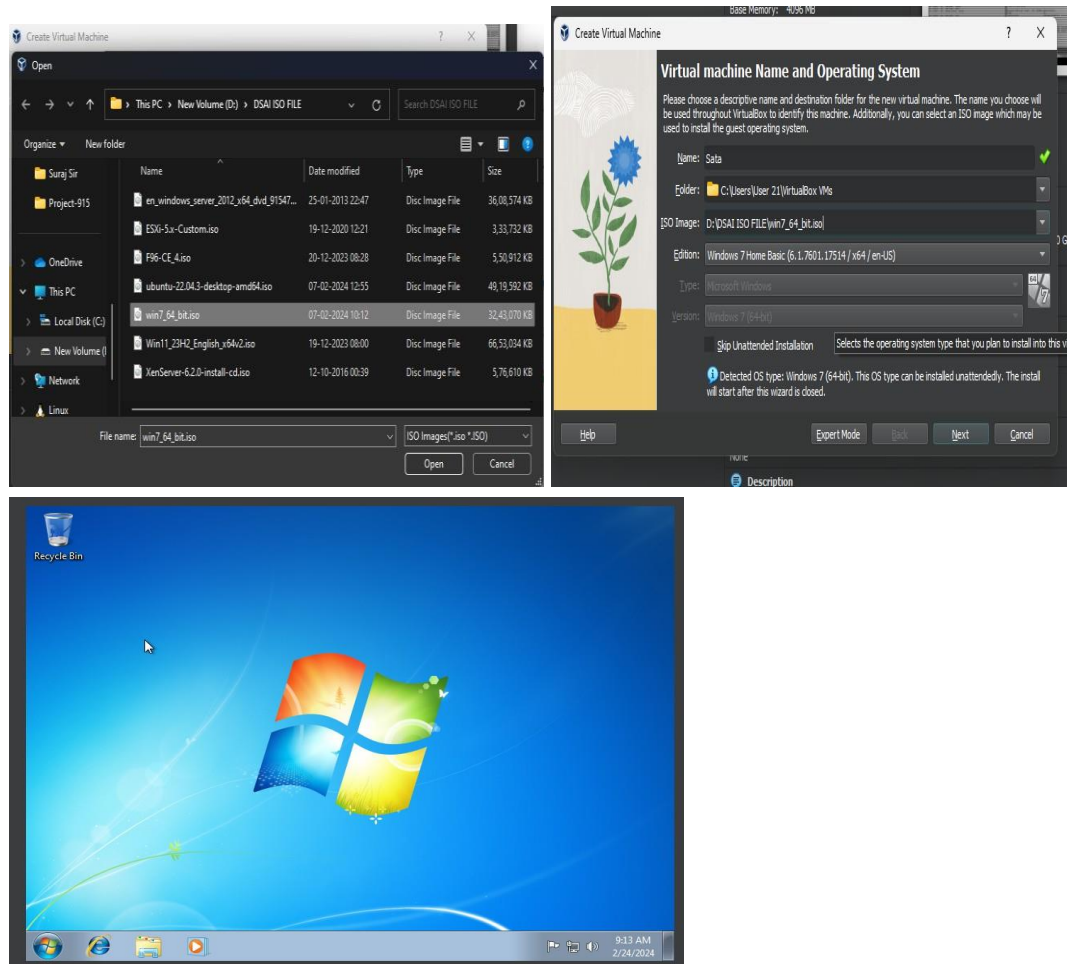 Create Virtual Machine
Open
This PC > New Volume (D:) > DSAI ISO FILE
Search DSAI ISO FILE
Organize New folder
Suraj Sir
Project-915
OneDrive
This PC
Local Disk (C:)
New Volume (
Network
Linux
Name Date modified Type Size
en_windows_server_2012_x64_dvd_91547... 25-01-2013 22:47 Disc Image File 36,08,574 KB
ESXi-5.x-Custom.iso 19-12-2020 12:21 Disc Image File 3,33,732 KB
F96-CE_4.iso 20-12-2023 08:28 Disc Image File 5,50,912 KB
ubuntu-22.04.3-desktop-amd64.iso 07-02-2024 12:55 Disc Image File 49,19,592 KB
win7_64_bit.iso 07-02-2024 10:12 Disc Image File 32,43,070 KB
Win11_23H2_English_x64v2.iso 19-12-2023 08:00 Disc Image File 66,53,034 KB
XenServer-6.2.0-install-cd.iso 12-10-2016 00:39 Disc Image File 5,76,610 KB
File name: win7_64_bit.iso ISO Images(*.iso *.ISO)
Open Cancel
Base Memory: 4096 MB
Create Virtual Machine
Virtual machine Name and Operating System
Please choose a descriptive name and destination folder for the new virtual machine. The name you choose will
be used throughout VirtualBox to identify this machine. Additionally, you can select an ISO image which may be
used to install the guest operating system.
Name: Sata
Folder: C:\Users\User 21\VirtualBox VMs
ISO Image: D:\DSAI ISO FILE\win7_64_bit.iso
Edition: Windows 7 Home Basic (6.1.7601.17514 / x64 / en-US)
Type: Microsoft Windows
Version: Windows 7 (64-bit)
64
7
Skip Unattended Installation
Selects the operating system type that you plan to install into this v
Detected OS type: Windows 7 (64-bit). This OS type can be installed unattendedly. The install
will start after this wizard is closed.
Help Expert Mode Back Next Cancel
None
Description
Recycle Bin
9:13 AM
2/24/2024